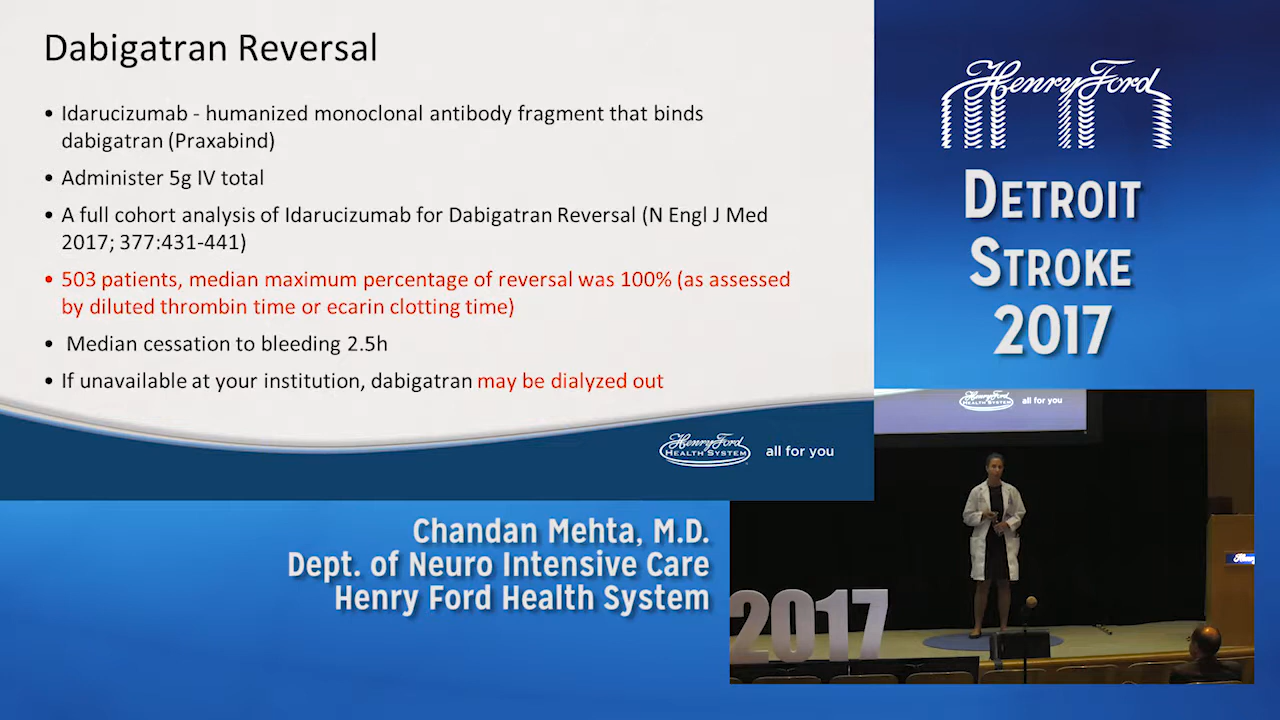 Dabigatran Reversal
• Idarucizumab - humanized monoclonal antibody fragment that binds
dabigatran (Praxabind)
• Administer 5g IV total
• A full cohort analysis of Idarucizumab for Dabigatran Reversal (N Engl J Med
2017; 377:431-441)
• 503 patients, median maximum percentage of reversal was 100% (as assessed
by diluted thrombin time or ecarin clotting time)
• Median cessation to bleeding 2.5h
• If unavailable at your institution, dabigatran may be dialyzed out
Henry Ford
HEALTH SYSTEM
all for you
Henry Ford
DETROIT
STROKE
2017
Henry Ford
HEALTH SYSTEM
all for you
2017
Chandan Mehta, M.D.
Dept. of Neuro Intensive Care
Henry Ford Health System